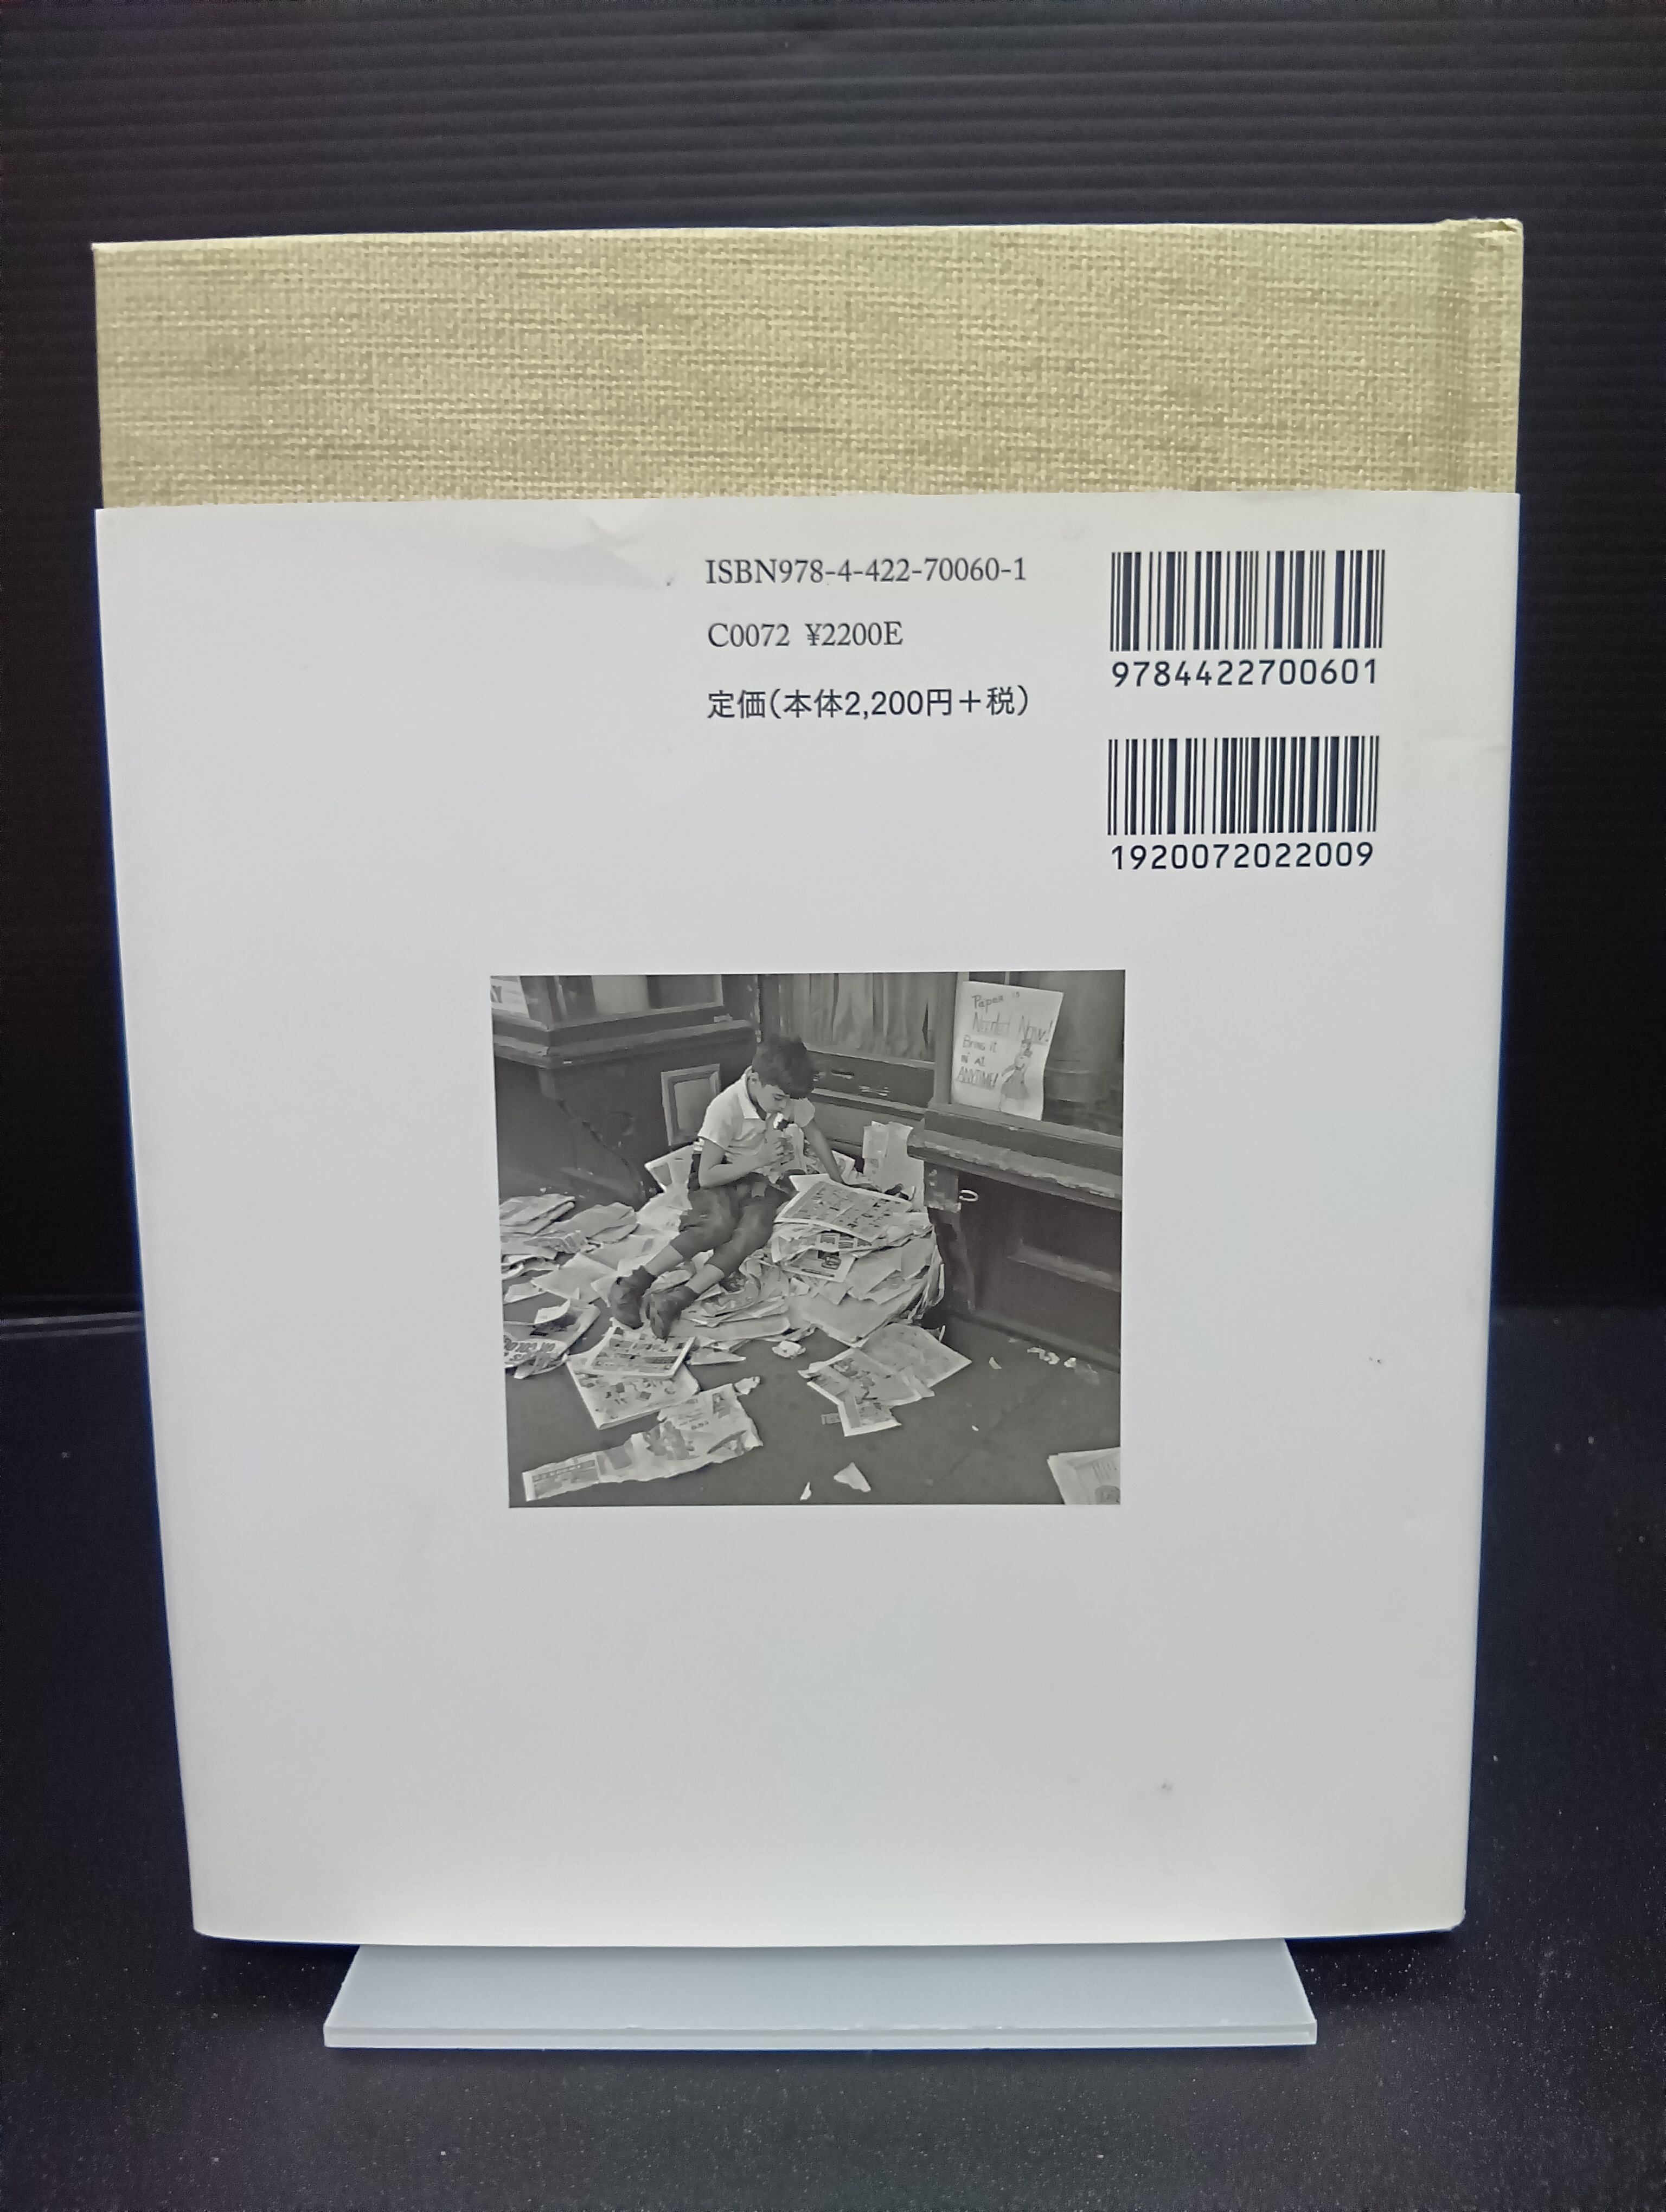 ISBN978-4-422-70060-1
C0072 ¥2200E
定価(本体2,200円+税)
9784422700601
1920072022009
Paper is
Needed Now!
Bring it
in at
ANYTIME!